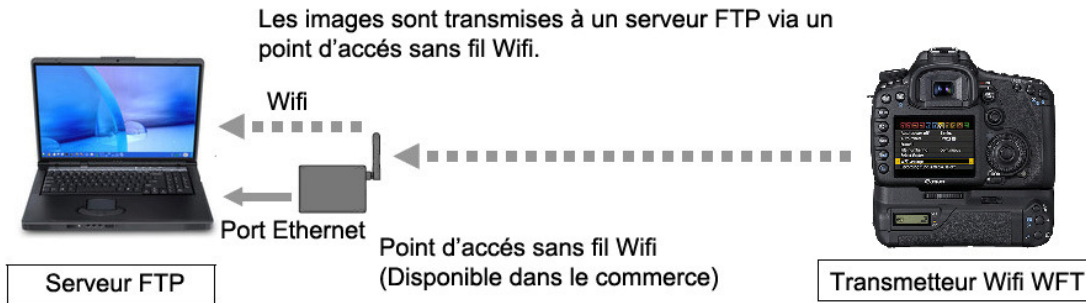 Les images sont transmises à un serveur FTP via un
point d'accés sans fil Wifi.
Wifi
Port Ethernet
Point d'accés sans fil Wifi
(Disponible dans le commerce)
Serveur FTP
Canon
Transmetteur Wifi WFT